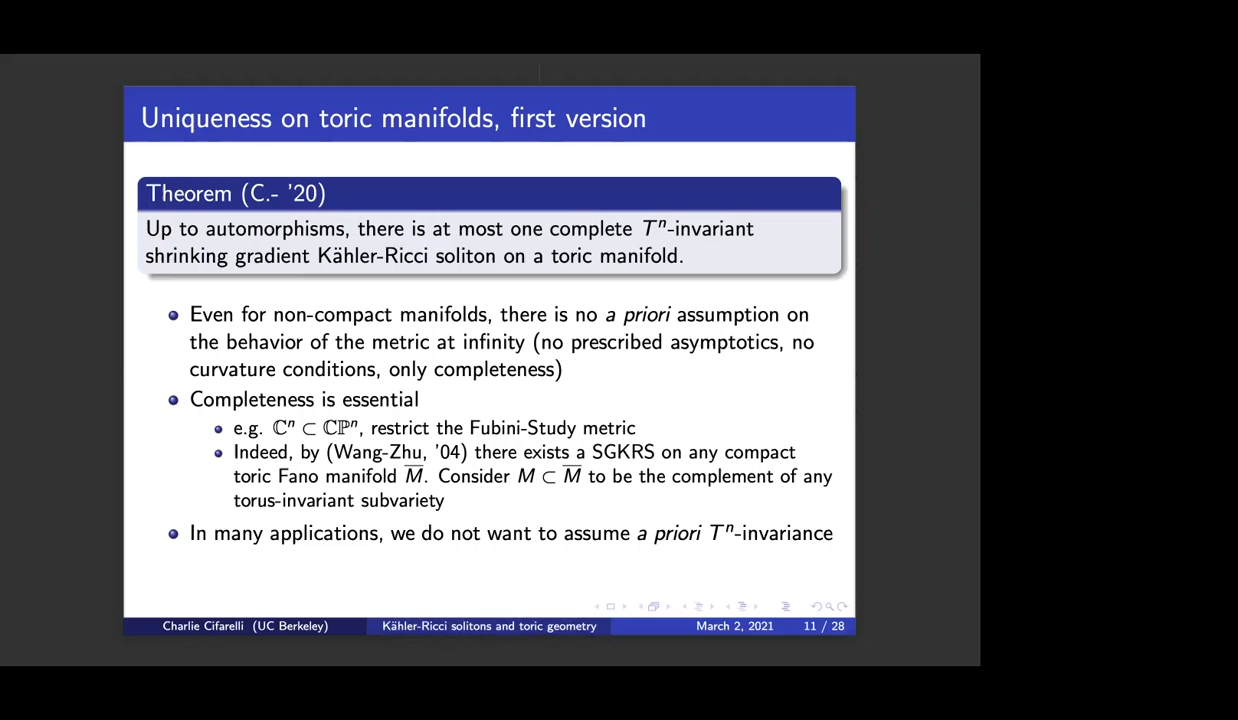 Uniqueness on toric manifolds, first version
Theorem (C.- '20)
Up to automorphisms, there is at most one complete Tⁿ-invariant
shrinking gradient Kähler-Ricci soliton on a toric manifold.
Even for non-compact manifolds, there is no a priori assumption on
the behavior of the metric at infinity (no prescribed asymptotics, no
curvature conditions, only completeness)
Completeness is essential
e.g. ℂⁿ ⊂ ℂℙⁿ, restrict the Fubini-Study metric
Indeed, by (Wang-Zhu, '04) there exists a SGKRS on any compact
toric Fano manifold M̅. Consider M ⊂ M̅ to be the complement of any
torus-invariant subvariety
In many applications, we do not want to assume a priori Tⁿ-invariance
Charlie Cifarelli (UC Berkeley) Kähler-Ricci solitons and toric geometry March 2, 2021 11 / 28